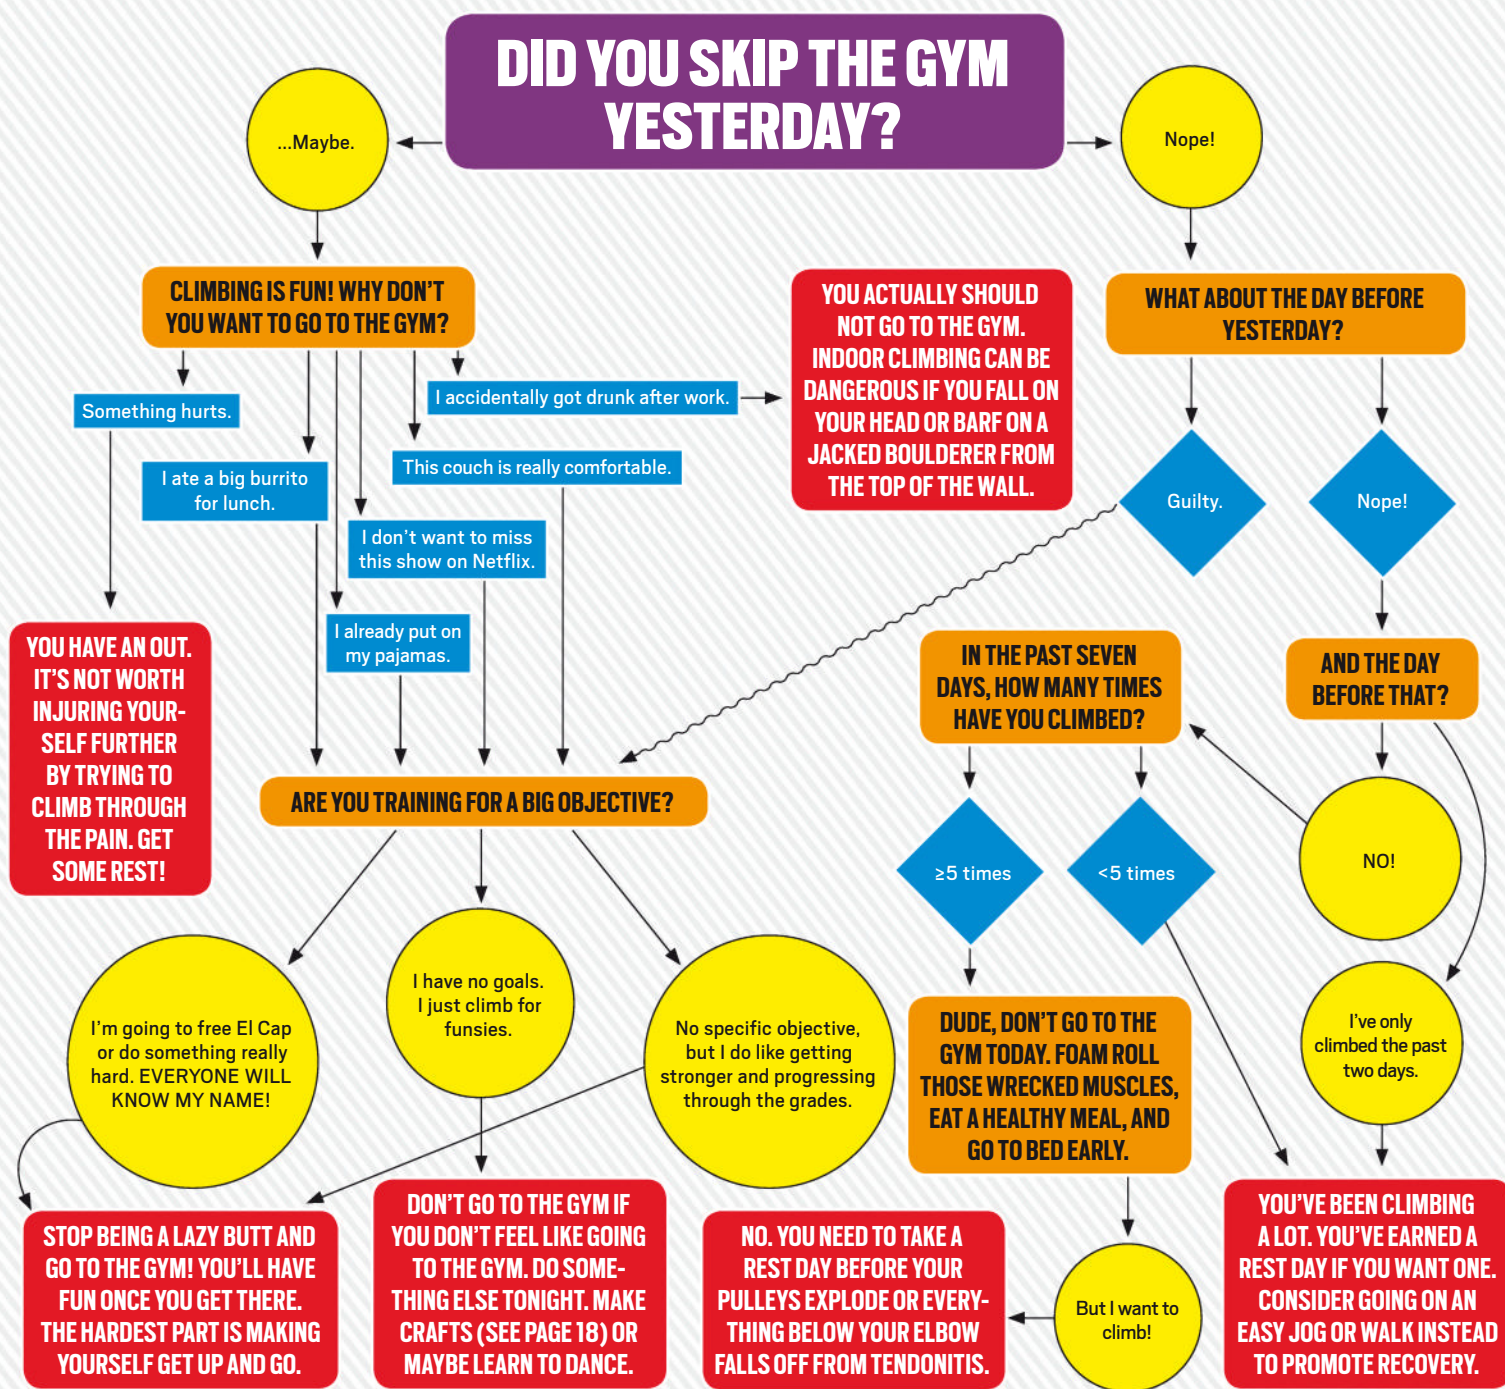 DID YOU SKIP THE GYM
YESTERDAY?
...Maybe.
Nope!
CLIMBING IS FUN! WHY DON'T
YOU WANT TO GO TO THE GYM?
Something hurts.
I ate a big burrito
for lunch.
I already put on
my pajamas.
I don't want to miss
this show on Netflix.
This couch is really comfortable.
I accidentally got drunk after work.
YOU ACTUALLY SHOULD
NOT GO TO THE GYM.
INDOOR CLIMBING CAN BE
DANGEROUS IF YOU FALL ON
YOUR HEAD OR BARF ON A
JACKED BOULDERER FROM
THE TOP OF THE WALL.
WHAT ABOUT THE DAY BEFORE
YESTERDAY?
Guilty.
Nope!
YOU HAVE AN OUT.
IT'S NOT WORTH
INJURING YOUR-
SELF FURTHER
BY TRYING TO
CLIMB THROUGH
THE PAIN. GET
SOME REST!
ARE YOU TRAINING FOR A BIG OBJECTIVE?
IN THE PAST SEVEN
DAYS, HOW MANY TIMES
HAVE YOU CLIMBED?
AND THE DAY
BEFORE THAT?
≥5 times
<5 times
NO!
I'm going to free El Cap
or do something really
hard. EVERYONE WILL
KNOW MY NAME!
I have no goals.
I just climb for
funsies.
No specific objective,
but I do like getting
stronger and progressing
through the grades.
DUDE, DON'T GO TO THE
GYM TODAY. FOAM ROLL
THOSE WRECKED MUSCLES,
EAT A HEALTHY MEAL, AND
GO TO BED EARLY.
I've only
climbed the past
two days.
STOP BEING A LAZY BUTT AND
GO TO THE GYM! YOU'LL HAVE
FUN ONCE YOU GET THERE.
THE HARDEST PART IS MAKING
YOURSELF GET UP AND GO.
DON'T GO TO THE GYM IF
YOU DON'T FEEL LIKE GOING
TO THE GYM. DO SOME-
THING ELSE TONIGHT. MAKE
CRAFTS (SEE PAGE 18) OR
MAYBE LEARN TO DANCE.
NO. YOU NEED TO TAKE A
REST DAY BEFORE YOUR
PULLEYS EXPLODE OR EVERY-
THING BELOW YOUR ELBOW
FALLS OFF FROM TENDONITIS.
But I want to
climb!
YOU'VE BEEN CLIMBING
A LOT. YOU'VE EARNED A
REST DAY IF YOU WANT ONE.
CONSIDER GOING ON AN
EASY JOG OR WALK INSTEAD
TO PROMOTE RECOVERY.